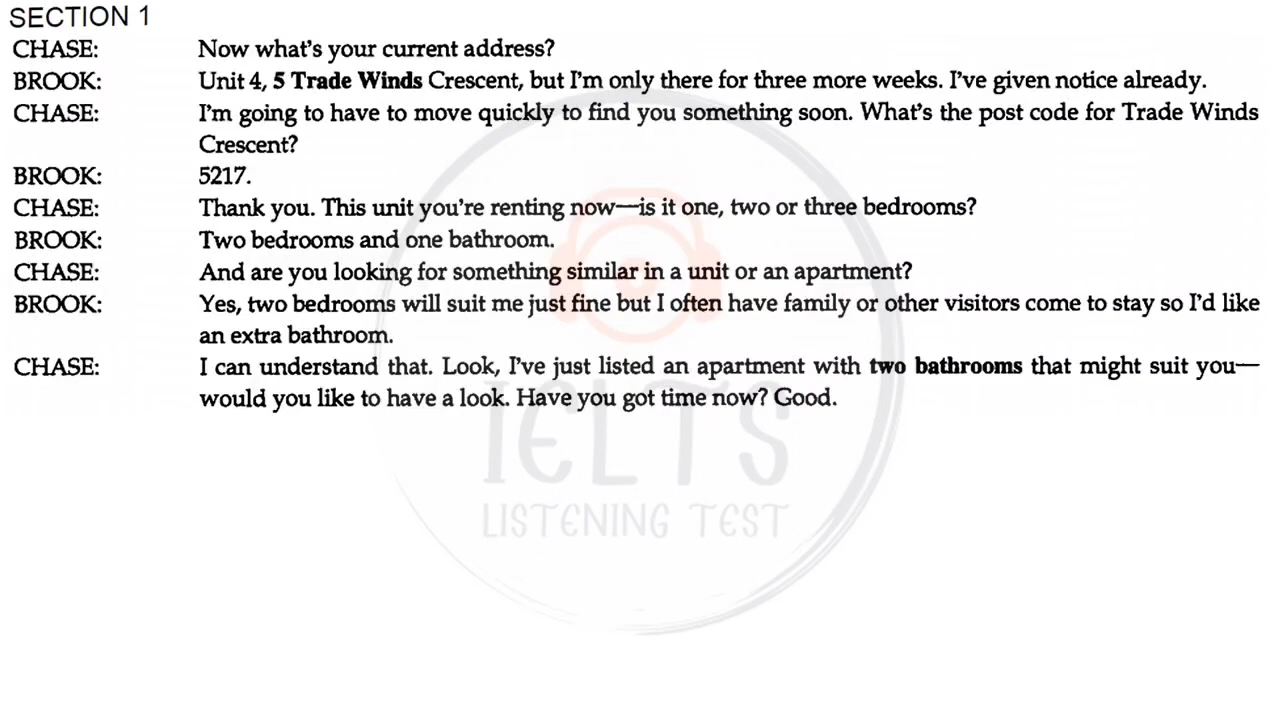 SECTION 1
CHASE: Now what's your current address?
BROOK: Unit 4, 5 Trade Winds Crescent, but I'm only there for three more weeks. I've given notice already.
CHASE: I'm going to have to move quickly to find you something soon. What's the post code for Trade Winds
Crescent?
BROOK: 5217.
CHASE: Thank you. This unit you're renting now—is it one, two or three bedrooms?
BROOK: Two bedrooms and one bathroom.
CHASE: And are you looking for something similar in a unit or an apartment?
BROOK: Yes, two bedrooms will suit me just fine but I often have family or other visitors come to stay so I'd like
an extra bathroom.
CHASE: I can understand that. Look, I've just listed an apartment with two bathrooms that might suit you—
would you like to have a look. Have you got time now? Good.
IELTS
LISTENING TEST